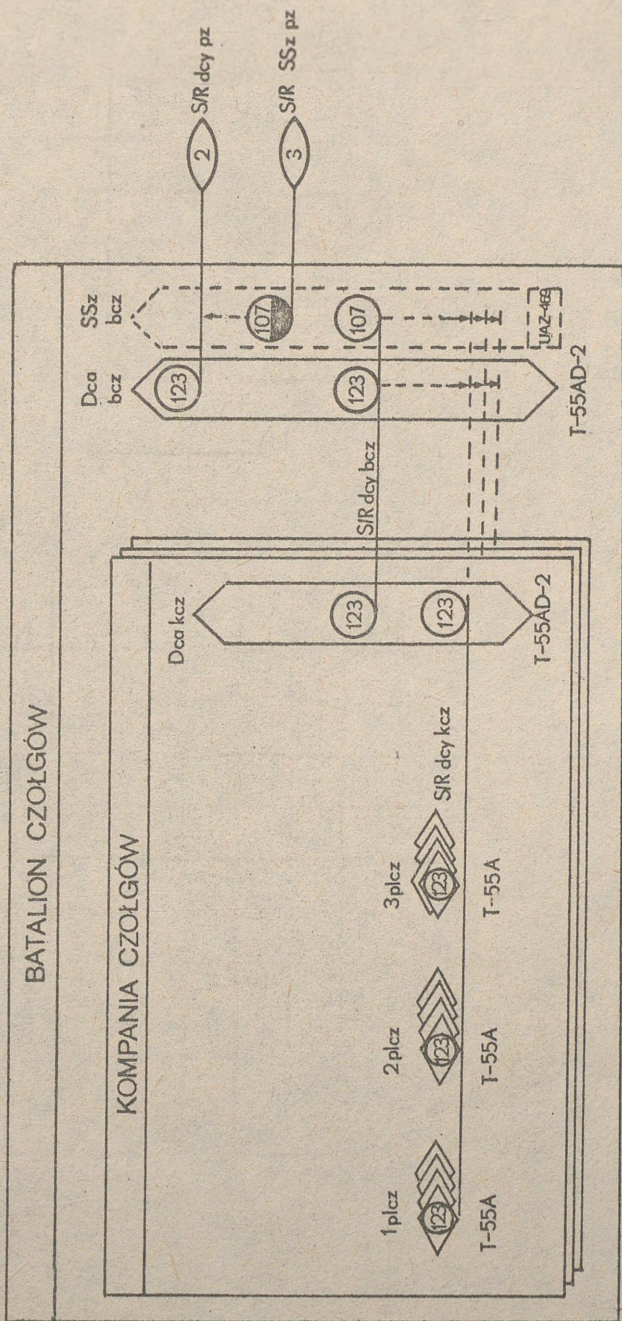 BATALION CZOŁGÓW
KOMPANIA CZOŁGÓW
Dca kcz
123
123
T-55AD-2
1plcz
123
T-55A
2plcz
123
T-55A
3plcz
123
T-55A
S/R dcy kcz
S/R dcy bcz
Dca
bcz
123
123
T-55AD-2
SSz
bcz
107
107
UAZ-469
2
S/R dcy pz
3
S/R SSz pz